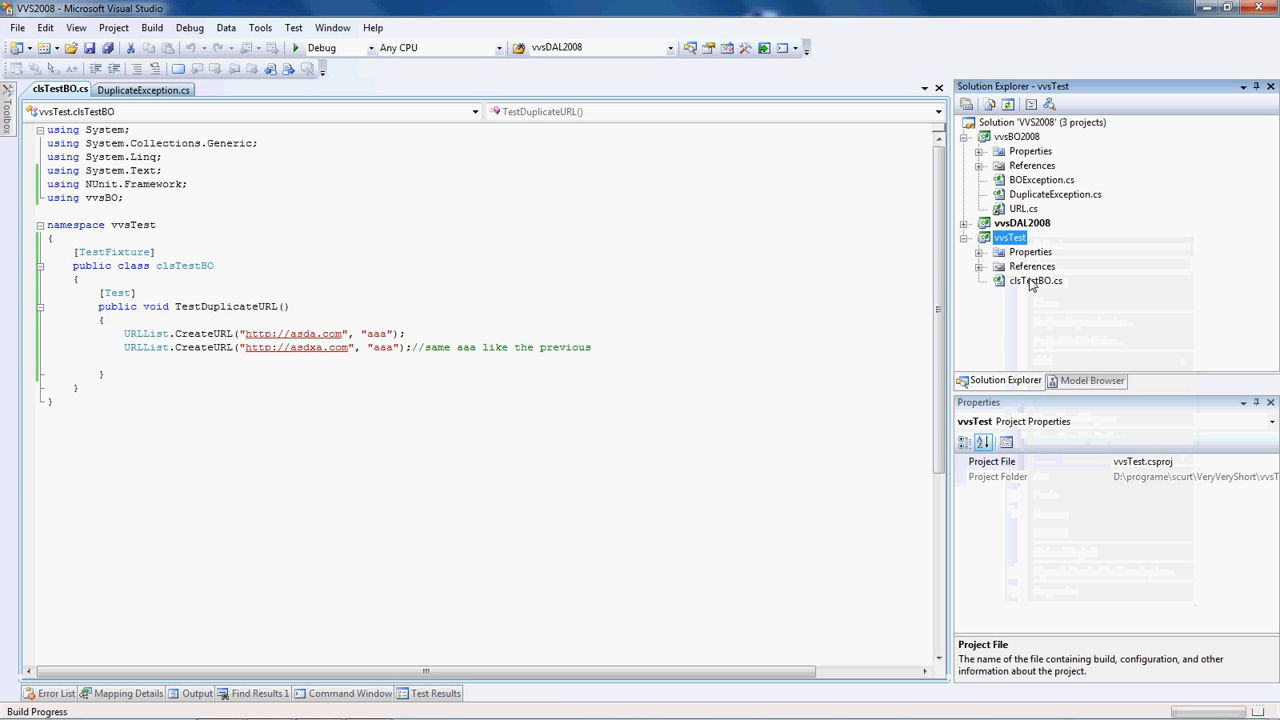 VVS2008 - Microsoft Visual Studio
File Edit View Project Build Debug Data Tools Test Window Help
Debug Any CPU vvsDAL2008
Toolbox
clsTestBO.cs DuplicateException.cs
vvsTest.clsTestBO TestDuplicateURL()
using System;
using System.Collections.Generic;
using System.Linq;
using System.Text;
using NUnit.Framework;
using vvsBO;
namespace vvsTest
{
[TestFixture]
public class clsTestBO
{
[Test]
public void TestDuplicateURL()
{
URLList.CreateURL("http://asda.com", "aaa");
URLList.CreateURL("http://asdxa.com", "aaa");//same aaa like the previous
}
}
}
Solution Explorer - vvsTest
Solution 'VVS2008' (3 projects)
vvsBO2008
Properties
References
BOException.cs
DuplicateException.cs
URL.cs
vvsDAL2008
vvsTest
Properties
References
clsTestBO.cs
Solution Explorer Model Browser
Properties
vvsTest Project Properties
Project File vvsTest.csproj
Project Folder D:\programe\scurt\VeryVeryShort\vvsT
Project File
The name of the file containing build, configuration, and other
information about the project.
Error List Mapping Details Output Find Results 1 Command Window Test Results
Build Progress